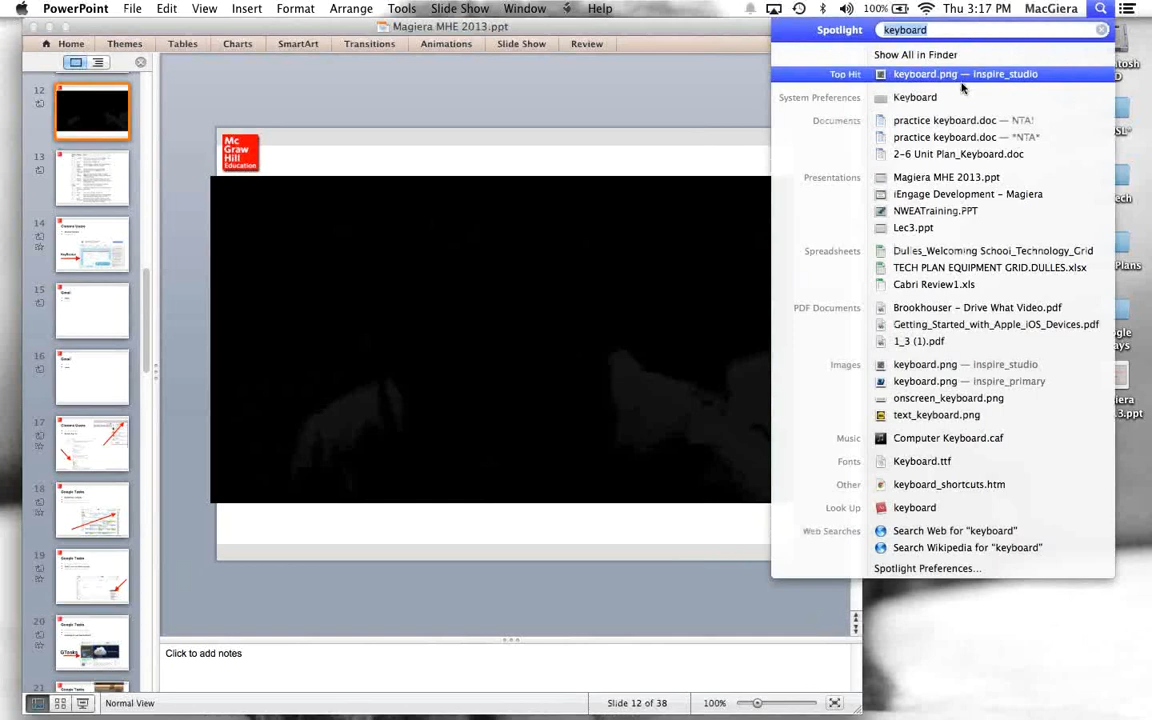 PowerPoint File Edit View Insert Format Arrange Tools Slide Show Window Help 100% Thu 3:17 PM MacGiera
Magiera MHE 2013.ppt
Home Themes Tables Charts SmartArt Transitions Animations Slide Show Review
Spotlight keyboard
Show All in Finder
Top Hit keyboard.png — inspire_studio
System Preferences Keyboard
Documents practice keyboard.doc — NTA!
practice keyboard.doc — *NTA*
2-6 Unit Plan_Keyboard.doc
Presentations Magiera MHE 2013.ppt
iEngage Development - Magiera
NWEATraining.PPT
Lec3.ppt
Spreadsheets Dulles_Welcoming School_Technology_Grid
TECH PLAN EQUIPMENT GRID.DULLES.xlsx
Cabri Review1.xls
PDF Documents Brookhouser - Drive What Video.pdf
Getting_Started_with_Apple_iOS_Devices.pdf
1_3 (1).pdf
Images keyboard.png — inspire_studio
keyboard.png — inspire_primary
onscreen_keyboard.png
text_keyboard.png
Music Computer Keyboard.caf
Fonts Keyboard.ttf
Other keyboard_shortcuts.htm
Look Up keyboard
Web Searches Search Web for "keyboard"
Search Wikipedia for "keyboard"
Spotlight Preferences...
Mc
Graw
Hill
Education
12
13
14
15
16
17
18
Google Tasks
19
Google Tasks
20
GTasks
21
Click to add notes
Normal View Slide 12 of 38 100%